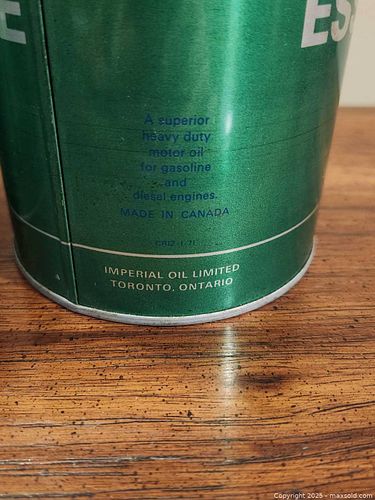 E
ES
A superior
heavy duty
motor oil
for gasoline
and
diesel engines.
MADE IN CANADA
IMPERIAL OIL LIMITED
TORONTO, ONTARIO
Copyright 2025 - maxsold.com